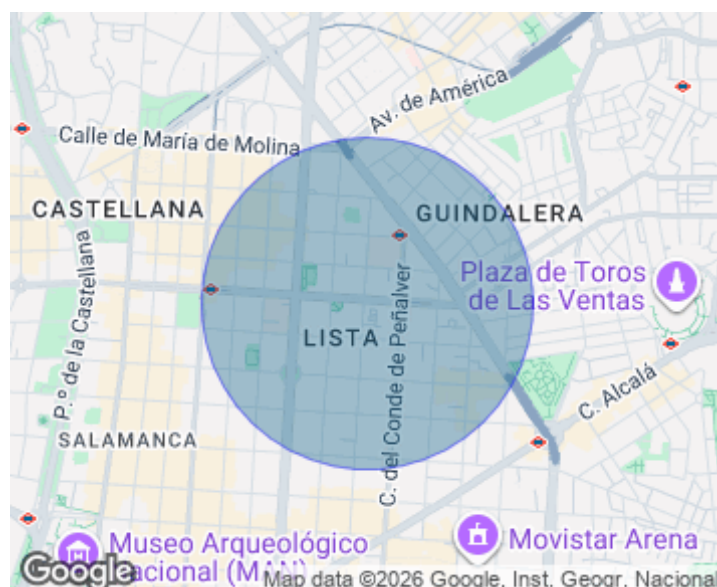 Av. de América
Calle de María de Molina
CASTELLANA
GUINDALERA
Plaza de Toros
de Las Ventas
P.º de la Castellana
LISTA
C. del Conde de Peñalver
C. Alcalá
SALAMANCA
Museo Arqueológico
Nacional (MAN)
Movistar Arena
Google
Map data ©2026 Google, Inst. Geogr. Nacional